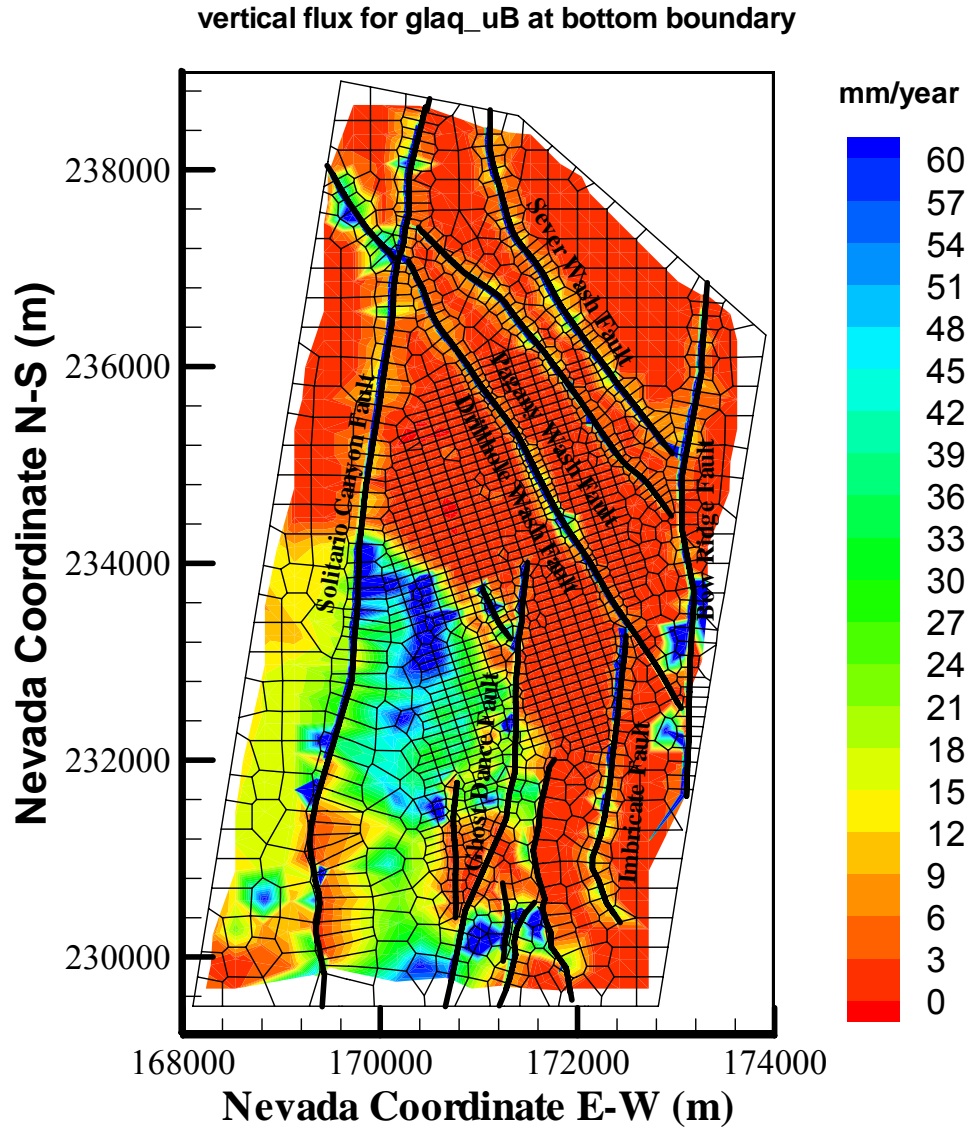 vertical flux for glaq_uB at bottom boundary
mm/year
60
57
54
51
48
45
42
39
36
33
30
27
24
21
18
15
12
9
6
3
0
Nevada Coordinate N-S (m)
238000
236000
234000
232000
230000
Sever Wash Fault
Pagany Wash Fault
Drillhole Wash Fault
Solitario Canyon Fault
Bow Ridge Fault
Ghost Dance Fault
Imbricate Fault
168000
170000
172000
174000
Nevada Coordinate E-W (m)